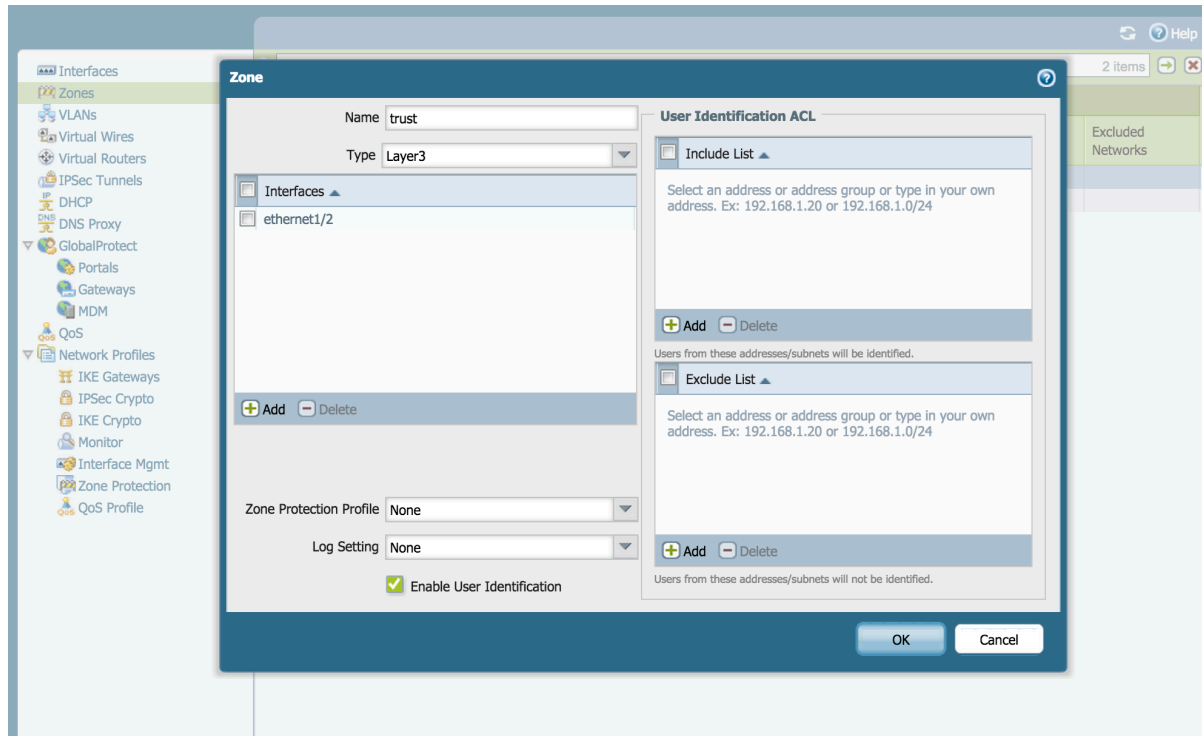 Help
2 items
Excluded
Networks
Interfaces
Zones
VLANs
Virtual Wires
Virtual Routers
IPSec Tunnels
IP
DHCP
DNS
DNS Proxy
GlobalProtect
Portals
Gateways
MDM
QoS
QoS
Network Profiles
IKE Gateways
IPSec Crypto
IKE Crypto
Monitor
Interface Mgmt
Zone Protection
QoS
QoS Profile
Zone
Name trust
Type Layer3
Interfaces
ethernet1/2
Add Delete
Zone Protection Profile None
Log Setting None
Enable User Identification
User Identification ACL
Include List
Select an address or address group or type in your own
address. Ex: 192.168.1.20 or 192.168.1.0/24
Add Delete
Users from these addresses/subnets will be identified.
Exclude List
Select an address or address group or type in your own
address. Ex: 192.168.1.20 or 192.168.1.0/24
Add Delete
Users from these addresses/subnets will not be identified.
OK Cancel